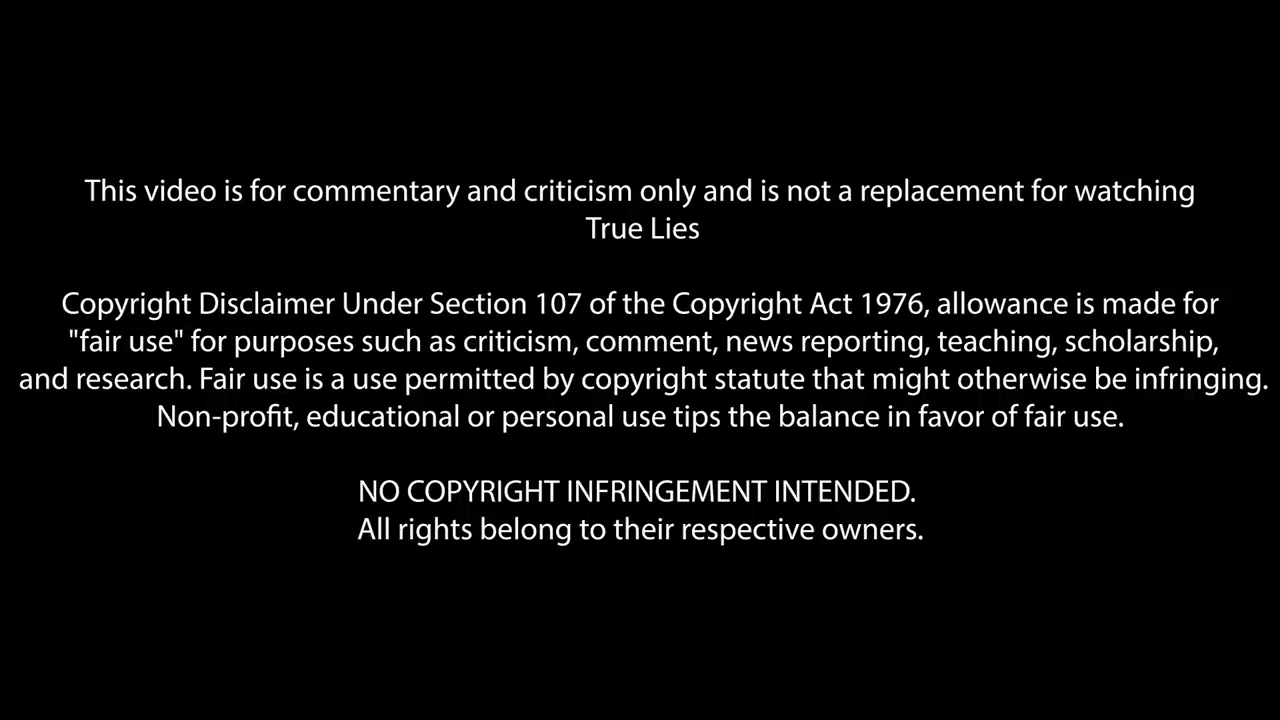 This video is for commentary and criticism only and is not a replacement for watching
True Lies
Copyright Disclaimer Under Section 107 of the Copyright Act 1976, allowance is made for
"fair use" for purposes such as criticism, comment, news reporting, teaching, scholarship,
and research. Fair use is a use permitted by copyright statute that might otherwise be infringing.
Non-profit, educational or personal use tips the balance in favor of fair use.
NO COPYRIGHT INFRINGEMENT INTENDED.
All rights belong to their respective owners.